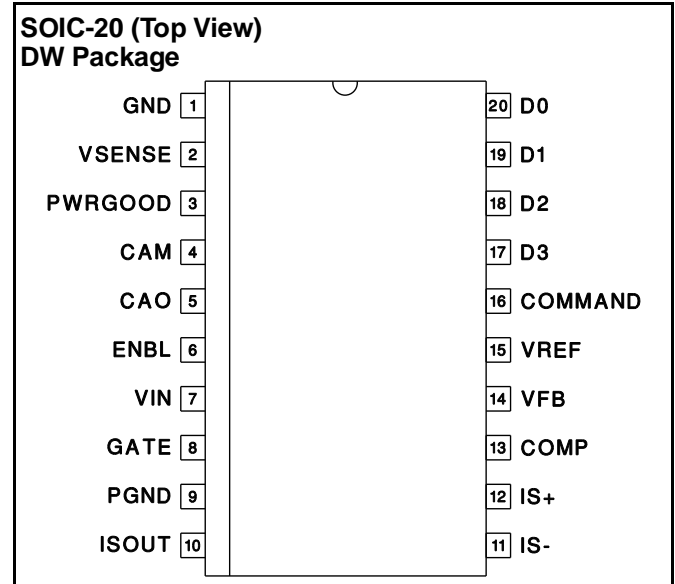 SOIC-20 (Top View)
DW Package
GND 1
VSENSE 2
PWRGOOD 3
CAM 4
CAO 5
ENBL 6
VIN 7
GATE 8
PGND 9
ISOUT 10
20 D0
19 D1
18 D2
17 D3
16 COMMAND
15 VREF
14 VFB
13 COMP
12 IS+
11 IS-